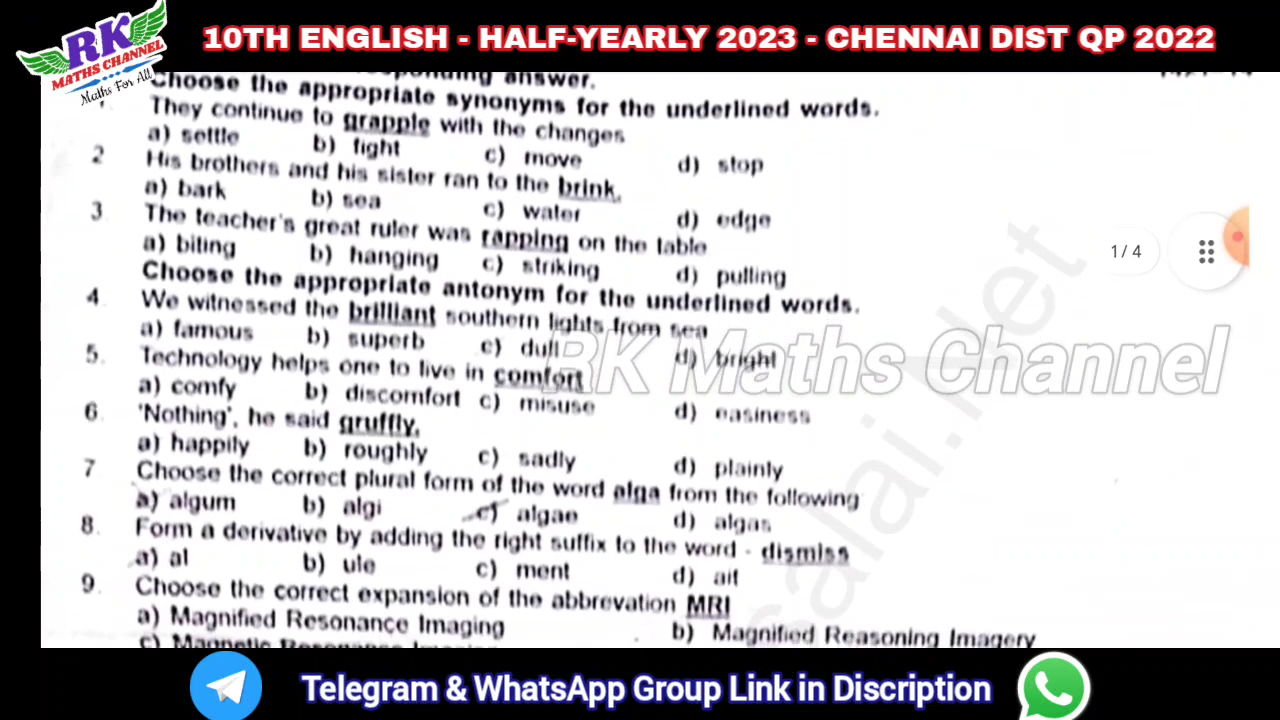 RK
MATHS CHANNEL
Maths For All
10TH ENGLISH - HALF-YEARLY 2023 - CHENNAI DIST QP 2022
answer.
Choose the appropriate synonyms for the underlined words.
1. They continue to grapple with the changes
a) settle b) fight c) move d) stop
2 His brothers and his sister ran to the brink.
a) bark b) sea c) water d) edge
3 The teacher's great ruler was rapping on the table
a) biting b) hanging c) striking d) pulling
Choose the appropriate antonym for the underlined words.
4. We witnessed the brilliant southern lights from sea
a) famous b) superb c) dull d) bright
5. Technology helps one to live in comfort
a) comfy b) discomfort c) misuse d) easiness
6. 'Nothing', he said gruffly.
a) happily b) roughly c) sadly d) plainly
7 Choose the correct plural form of the word alga from the following
a) algum b) algi c) algae d) algas
8. Form a derivative by adding the right suffix to the word - dismiss
a) al b) ule c) ment d) ait
9. Choose the correct expansion of the abbrevation MRI
a) Magnified Resonance Imaging b) Magnified Reasoning Imagery
c) Magnetic Resonance Imaging
1/4
RK Maths Channel
salai.Net
Telegram & WhatsApp Group Link in Discription